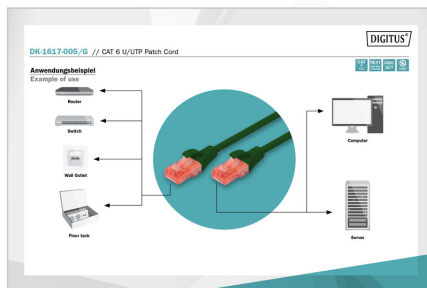 DIGITUS®
DK-1617-005/G // CAT 6 U/UTP Patch Cord
Anwendungsbeispiel
Example of use
Router
Switch
Wall Outlet
Floor tank
Computer
Server